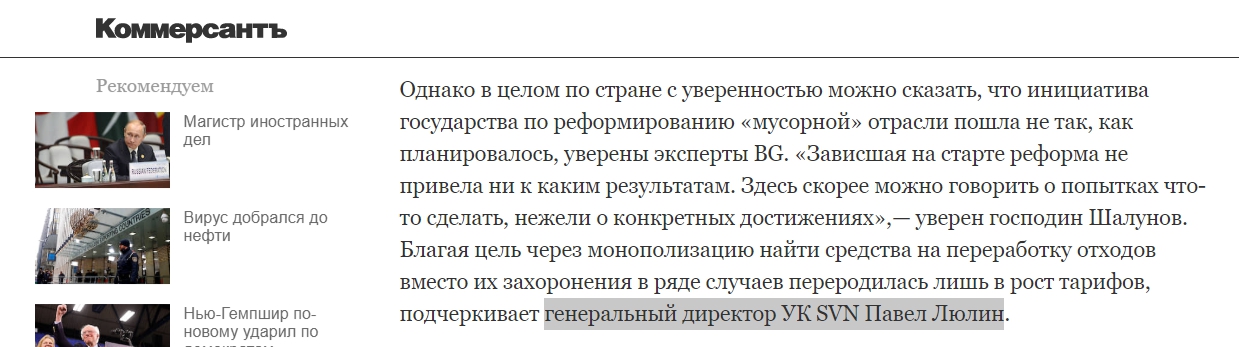 Коммерсантъ
Рекомендуем
Магистр иностранных
дел
RUSSIAN FEDERATION
Вирус добрался до
нефти
Нью-Гемпшир по-
новому ударил по
демократам
Однако в целом по стране с уверенностью можно сказать, что инициатива
государства по реформированию «мусорной» отрасли пошла не так, как
планировалось, уверены эксперты BG. «Зависшая на старте реформа не
привела ни к каким результатам. Здесь скорее можно говорить о попытках что-
то сделать, нежели о конкретных достижениях»,— уверен господин Шалунов.
Благая цель через монополизацию найти средства на переработку отходов
вместо их захоронения в ряде случаев переродилась лишь в рост тарифов,
подчеркивает генеральный директор УК SVN Павел Люлин.